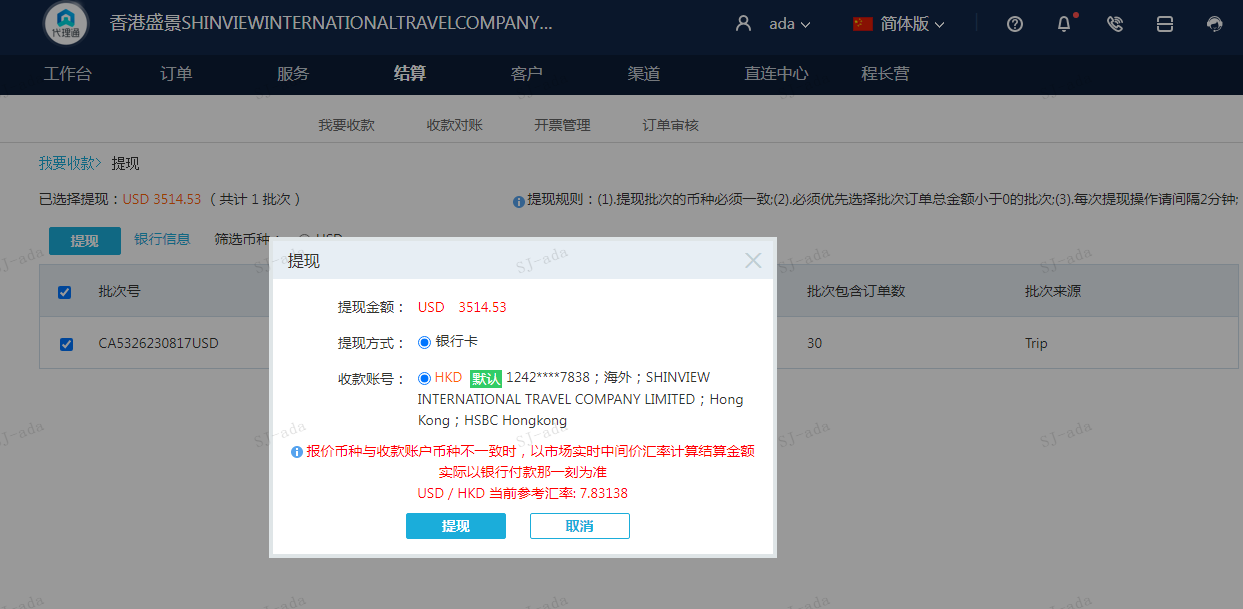 代理通
香港盛景SHINVIEWINTERNATIONALTRAVELCOMPANY...
ada
简体版
工作台 订单 服务 结算 客户 渠道 直连中心 程长营
我要收款 收款对账 开票管理 订单审核
我要收款> 提现
已选择提现：USD 3514.53 （ 共计 1 批次 ）
提现规则：(1).提现批次的币种必须一致;(2).必须优先选择批次订单总金额小于0的批次;(3).每次提现操作请间隔2分钟;
提现 银行信息 筛选币种： USD
批次号 批次包含订单数 批次来源
CA5326230817USD 30 Trip
提现
提现金额： USD 3514.53
提现方式： 银行卡
收款账号： HKD 默认 1242****7838；海外；SHINVIEW
INTERNATIONAL TRAVEL COMPANY LIMITED；Hong
Kong；HSBC Hongkong
报价币种与收款账户币种不一致时，以市场实时中间价汇率计算结算金额
实际以银行付款那一刻为准
USD / HKD 当前参考汇率: 7.83138
提现 取消
SJ-ada